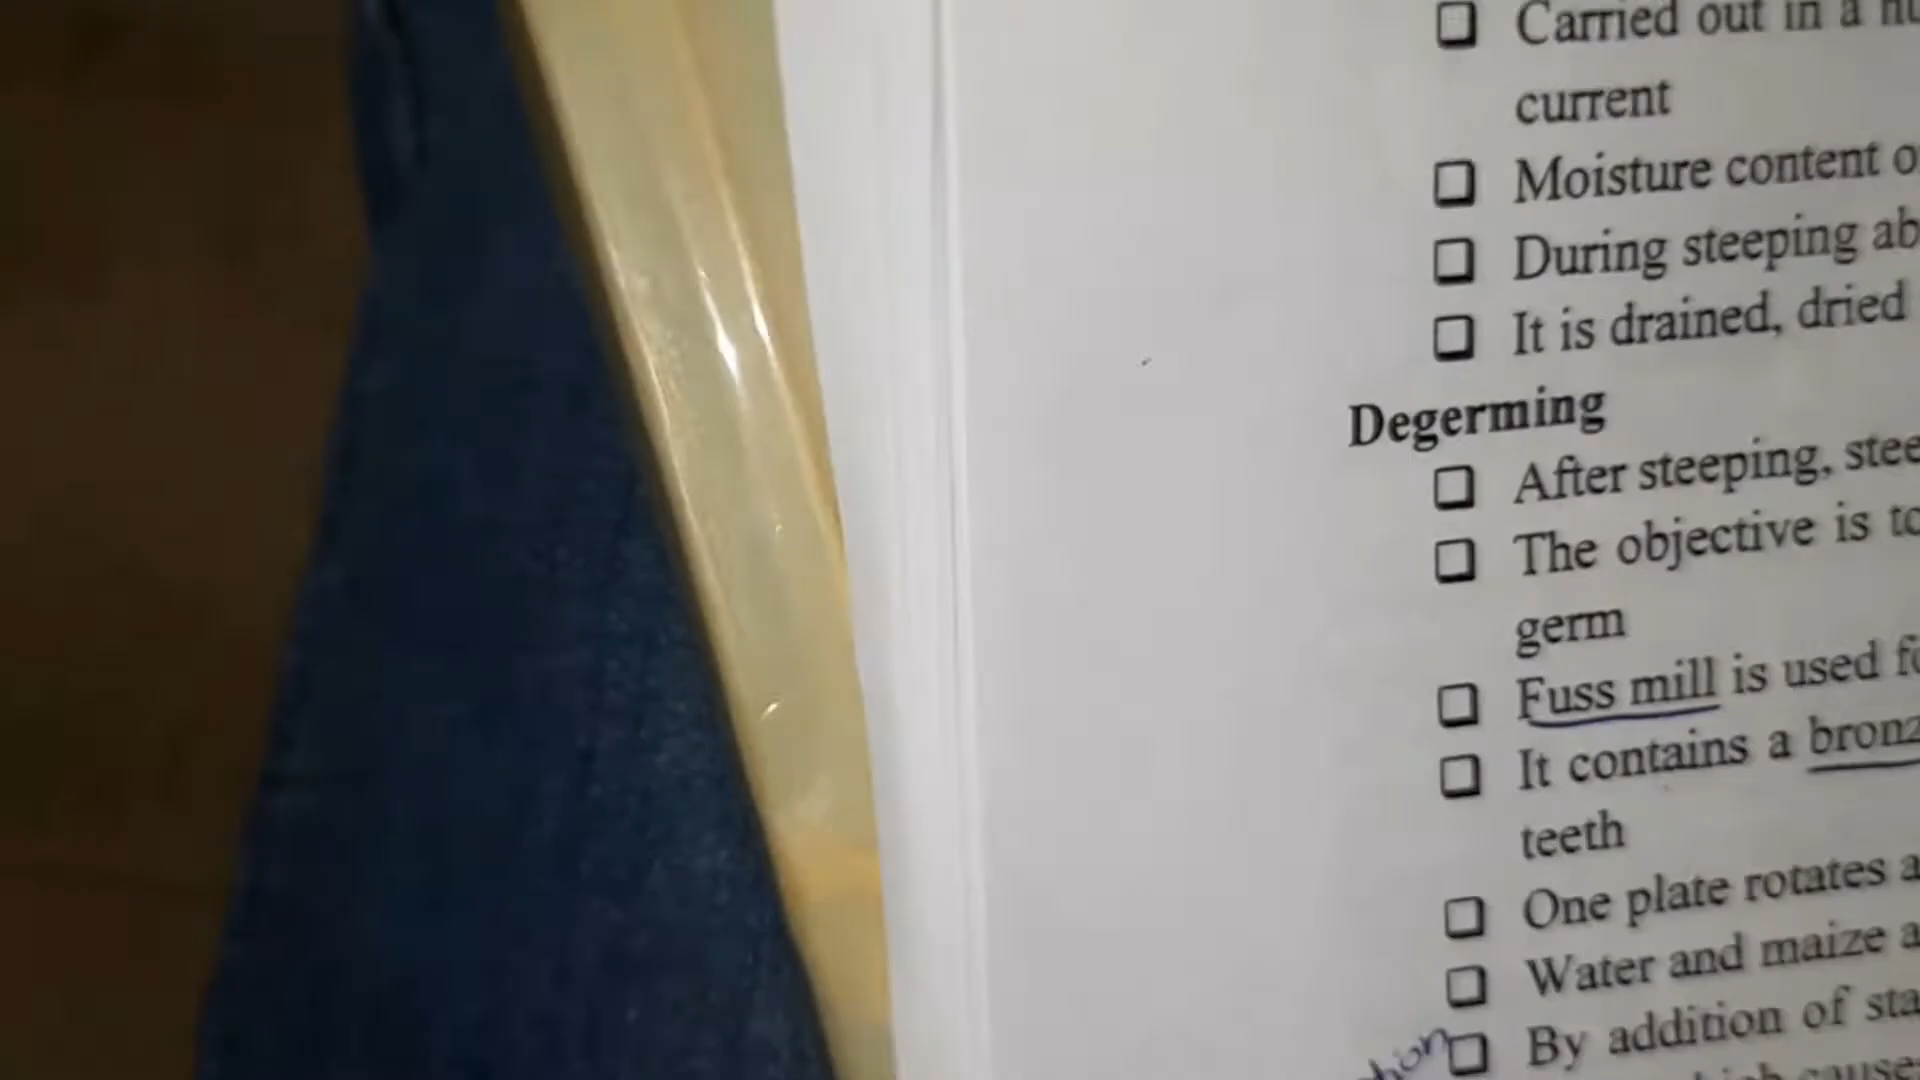 Carried out in a
current
Moisture content
During steeping
It is drained, dried
Degerming
After steeping,
The objective is
germ
Fuss mill is used
It contains a
teeth
One plate rotates
Water and maize
By addition of